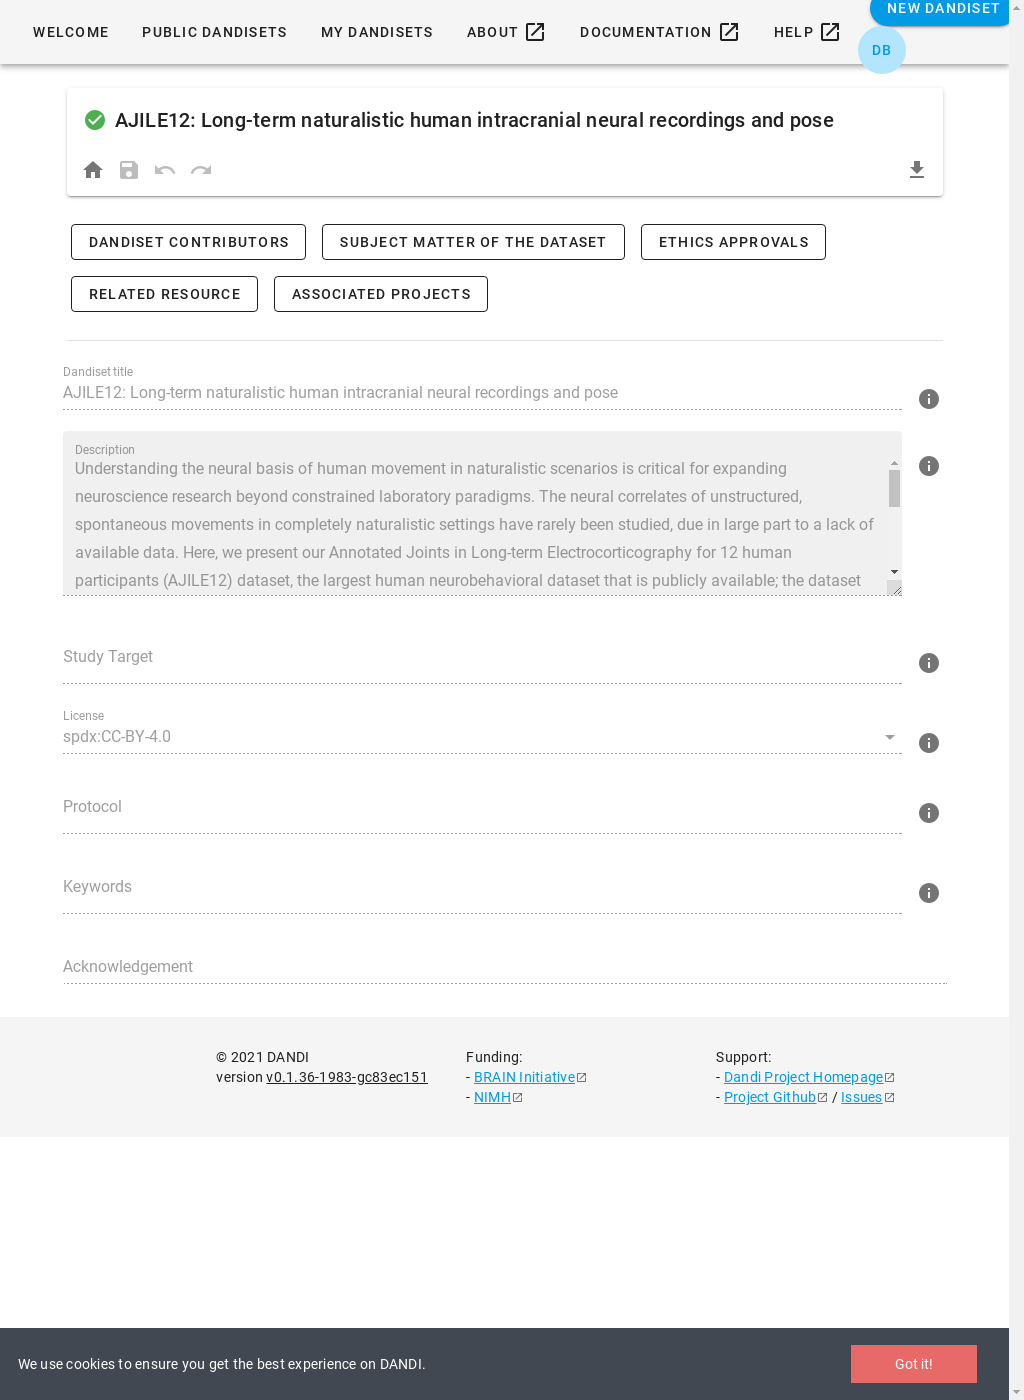 WELCOME PUBLIC DANDISETS MY DANDISETS ABOUT DOCUMENTATION HELP NEW DANDISET
DB
AJILE12: Long-term naturalistic human intracranial neural recordings and pose
DANDISET CONTRIBUTORS SUBJECT MATTER OF THE DATASET ETHICS APPROVALS
RELATED RESOURCE ASSOCIATED PROJECTS
Dandiset title
AJILE12: Long-term naturalistic human intracranial neural recordings and pose
Description
Understanding the neural basis of human movement in naturalistic scenarios is critical for expanding
neuroscience research beyond constrained laboratory paradigms. The neural correlates of unstructured,
spontaneous movements in completely naturalistic settings have rarely been studied, due in large part to a lack of
available data. Here, we present our Annotated Joints in Long-term Electrocorticography for 12 human
participants (AJILE12) dataset, the largest human neurobehavioral dataset that is publicly available; the dataset
Study Target
License
spdx:CC-BY-4.0
Protocol
Keywords
Acknowledgement
© 2021 DANDI
version v0.1.36-1983-gc83ec151
Funding:
- BRAIN Initiative
- NIMH
Support:
- Dandi Project Homepage
- Project Github / Issues
We use cookies to ensure you get the best experience on DANDI.
Got it!